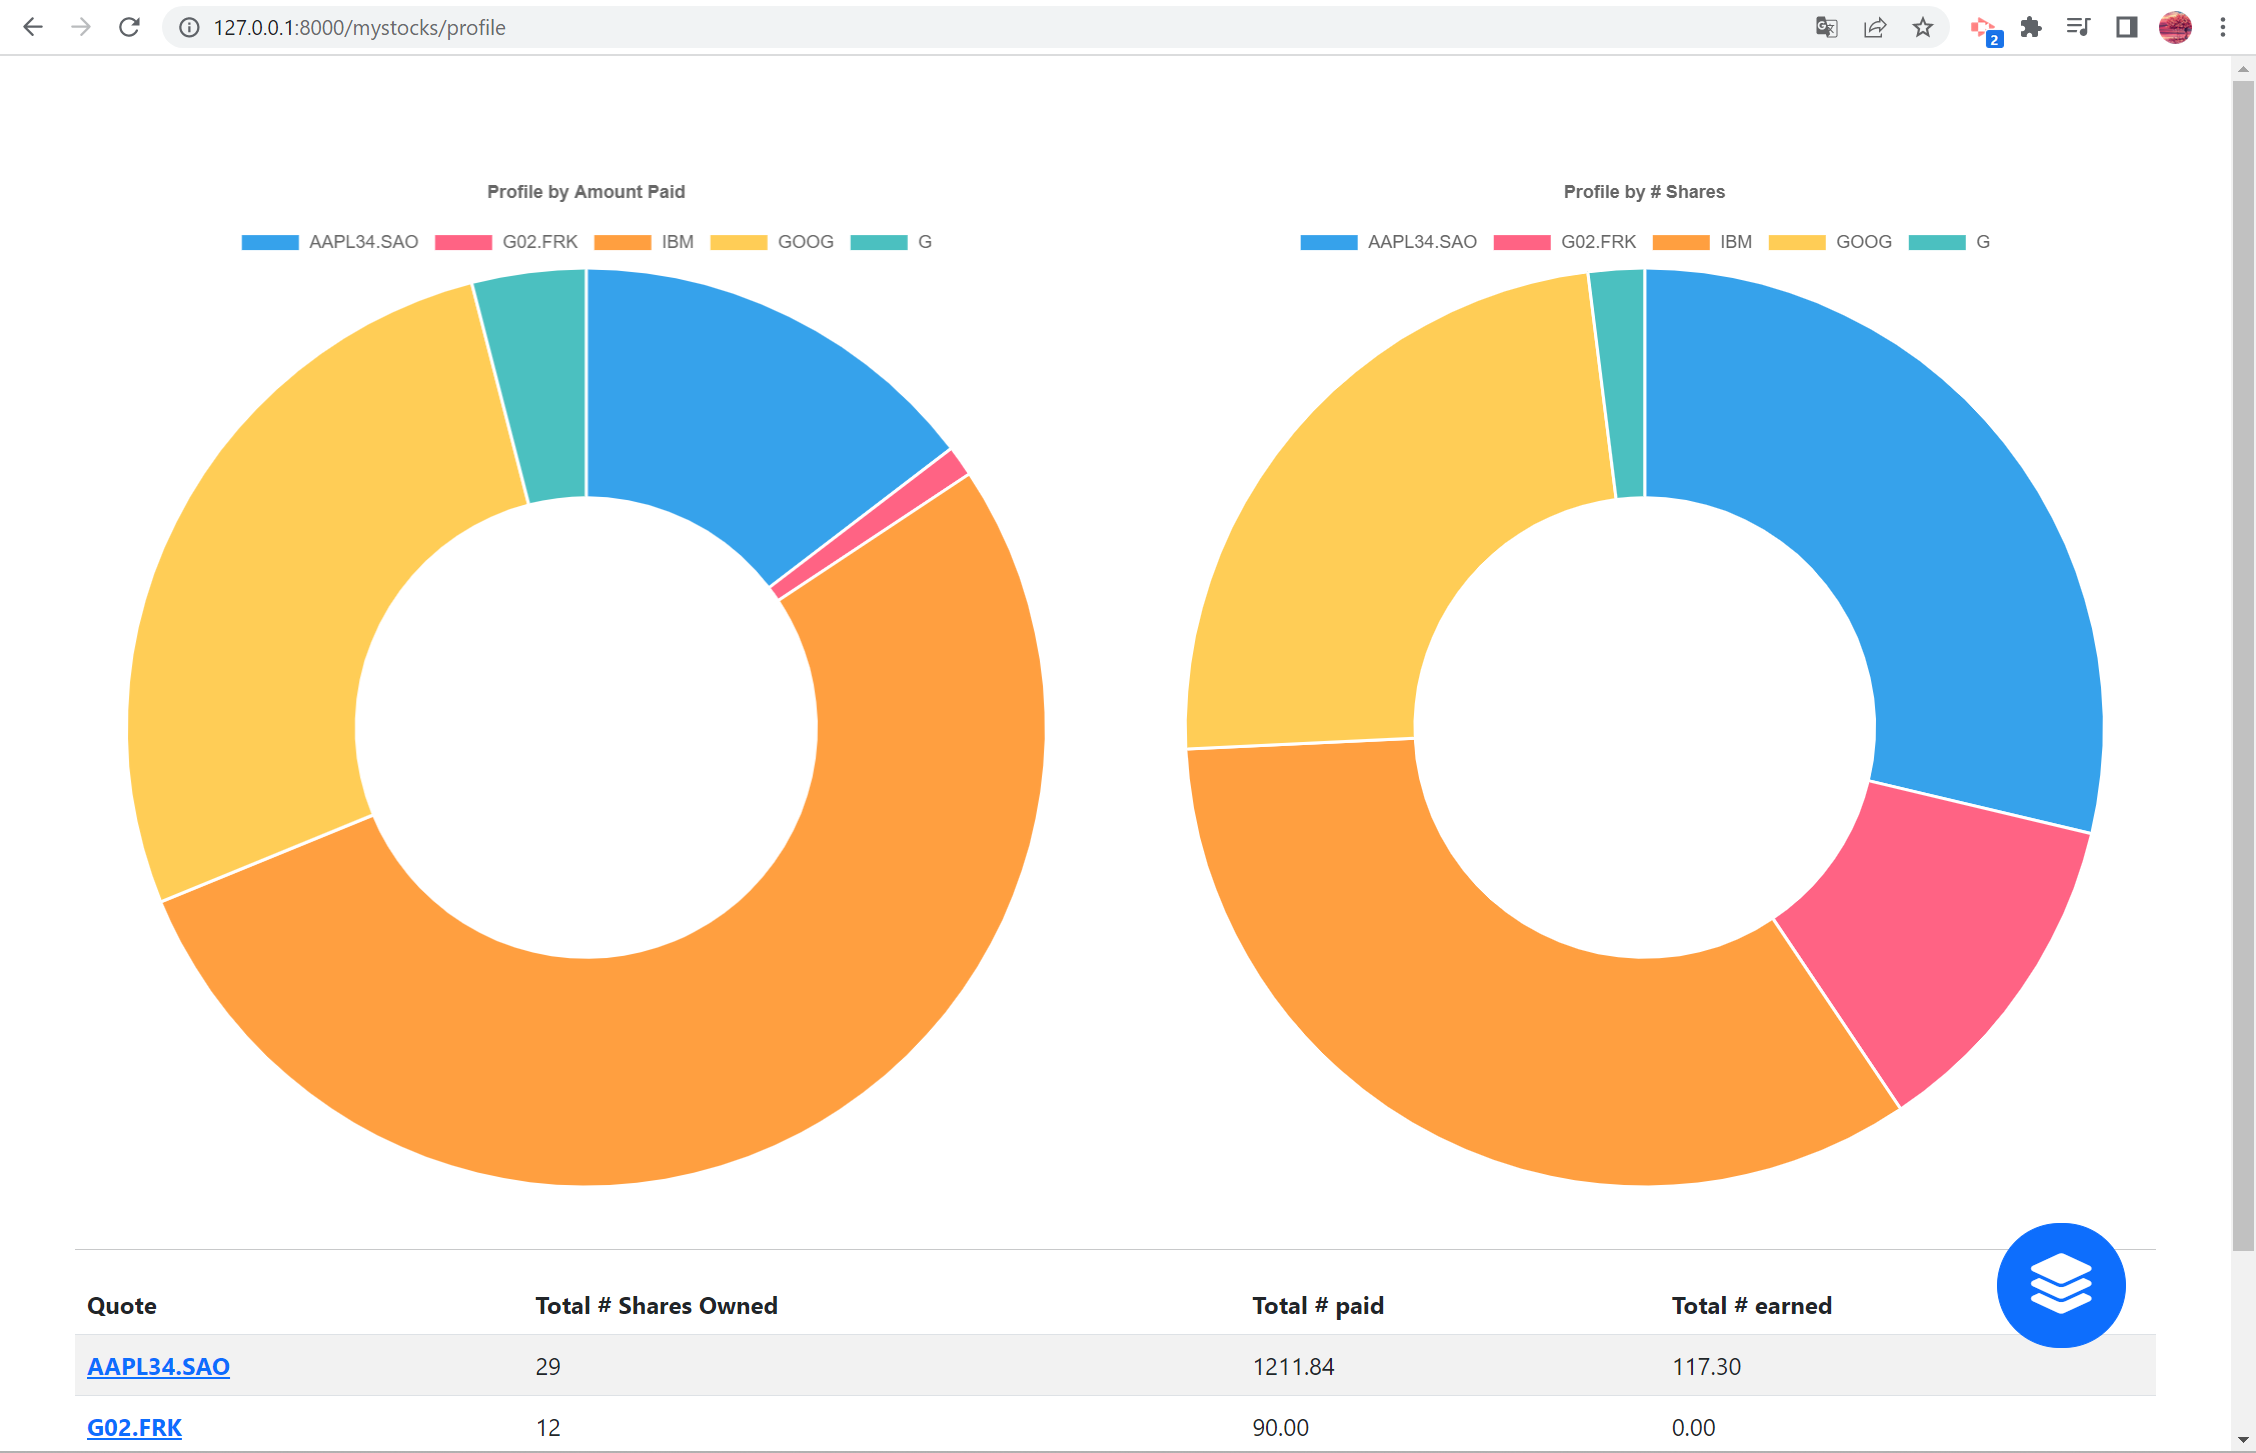 127.0.0.1:8000/mystocks/profile
2
Profile by Amount Paid
AAPL34.SAO G02.FRK IBM GOOG G
Profile by # Shares
AAPL34.SAO G02.FRK IBM GOOG G
Quote Total # Shares Owned Total # paid Total # earned
AAPL34.SAO 29 1211.84 117.30
G02.FRK 12 90.00 0.00